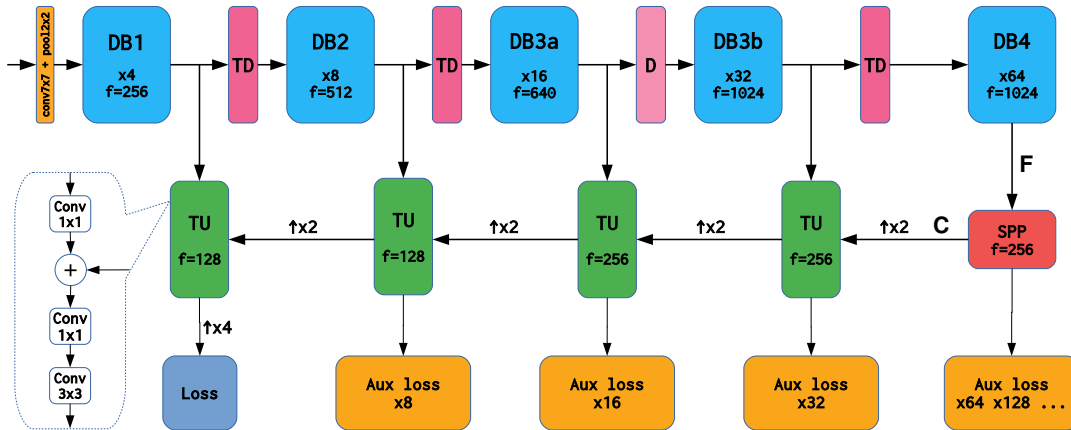 conv7x7 + pool2x2
DB1
x4
f=256
TD
DB2
x8
f=512
TD
DB3a
x16
f=640
D
DB3b
x32
f=1024
TD
DB4
x64
f=1024
F
Conv
1x1
+
Conv
1x1
Conv
3x3
TU
f=128
↑x2
TU
f=128
↑x2
TU
f=256
↑x2
TU
f=256
↑x2
C
SPP
f=256
↑x4
Loss
Aux loss
x8
Aux loss
x16
Aux loss
x32
Aux loss
x64 x128 ...